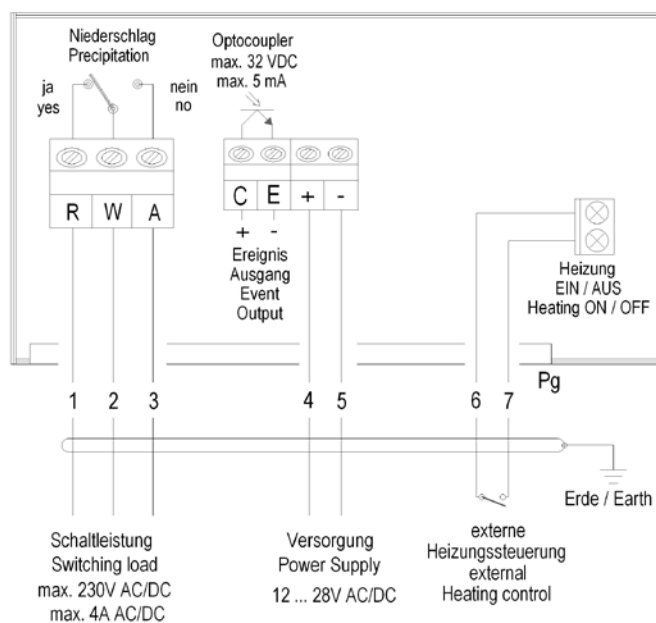 Niederschlag
Precipitation
ja
yes
nein
no
Optocoupler
max. 32 VDC
max. 5 mA
R W A
C E + -
+ -
Ereignis
Ausgang
Event
Output
Heizung
EIN / AUS
Heating ON / OFF
Pg
1 2 3 4 5 6 7
Erde / Earth
Schaltleistung
Switching load
max. 230V AC/DC
max. 4A AC/DC
Versorgung
Power Supply
12 ... 28V AC/DC
externe
Heizungssteuerung
external
Heating control